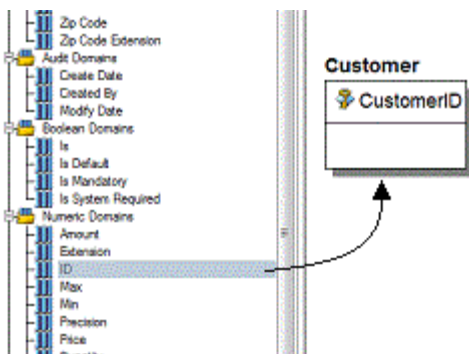 Zip Code
Zip Code Extension
Audit Domains
Create Date
Created By
Modify Date
Boolean Domains
Is
Is Default
Is Mandatory
Is System Required
Numeric Domains
Amount
Extension
ID
Max
Min
Precision
Price
Customer
CustomerID